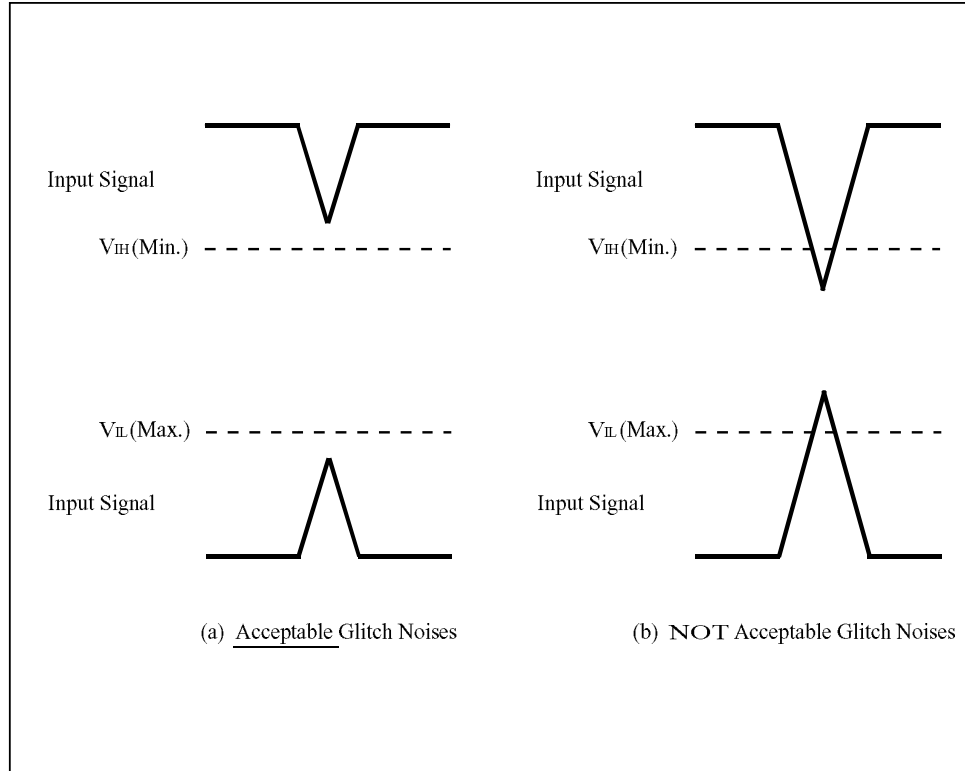 Input Signal
VIH(Min.)
VIL(Max.)
Input Signal
(a) Acceptable Glitch Noises
Input Signal
VIH(Min.)
VIL(Max.)
Input Signal
(b) NOT Acceptable Glitch Noises